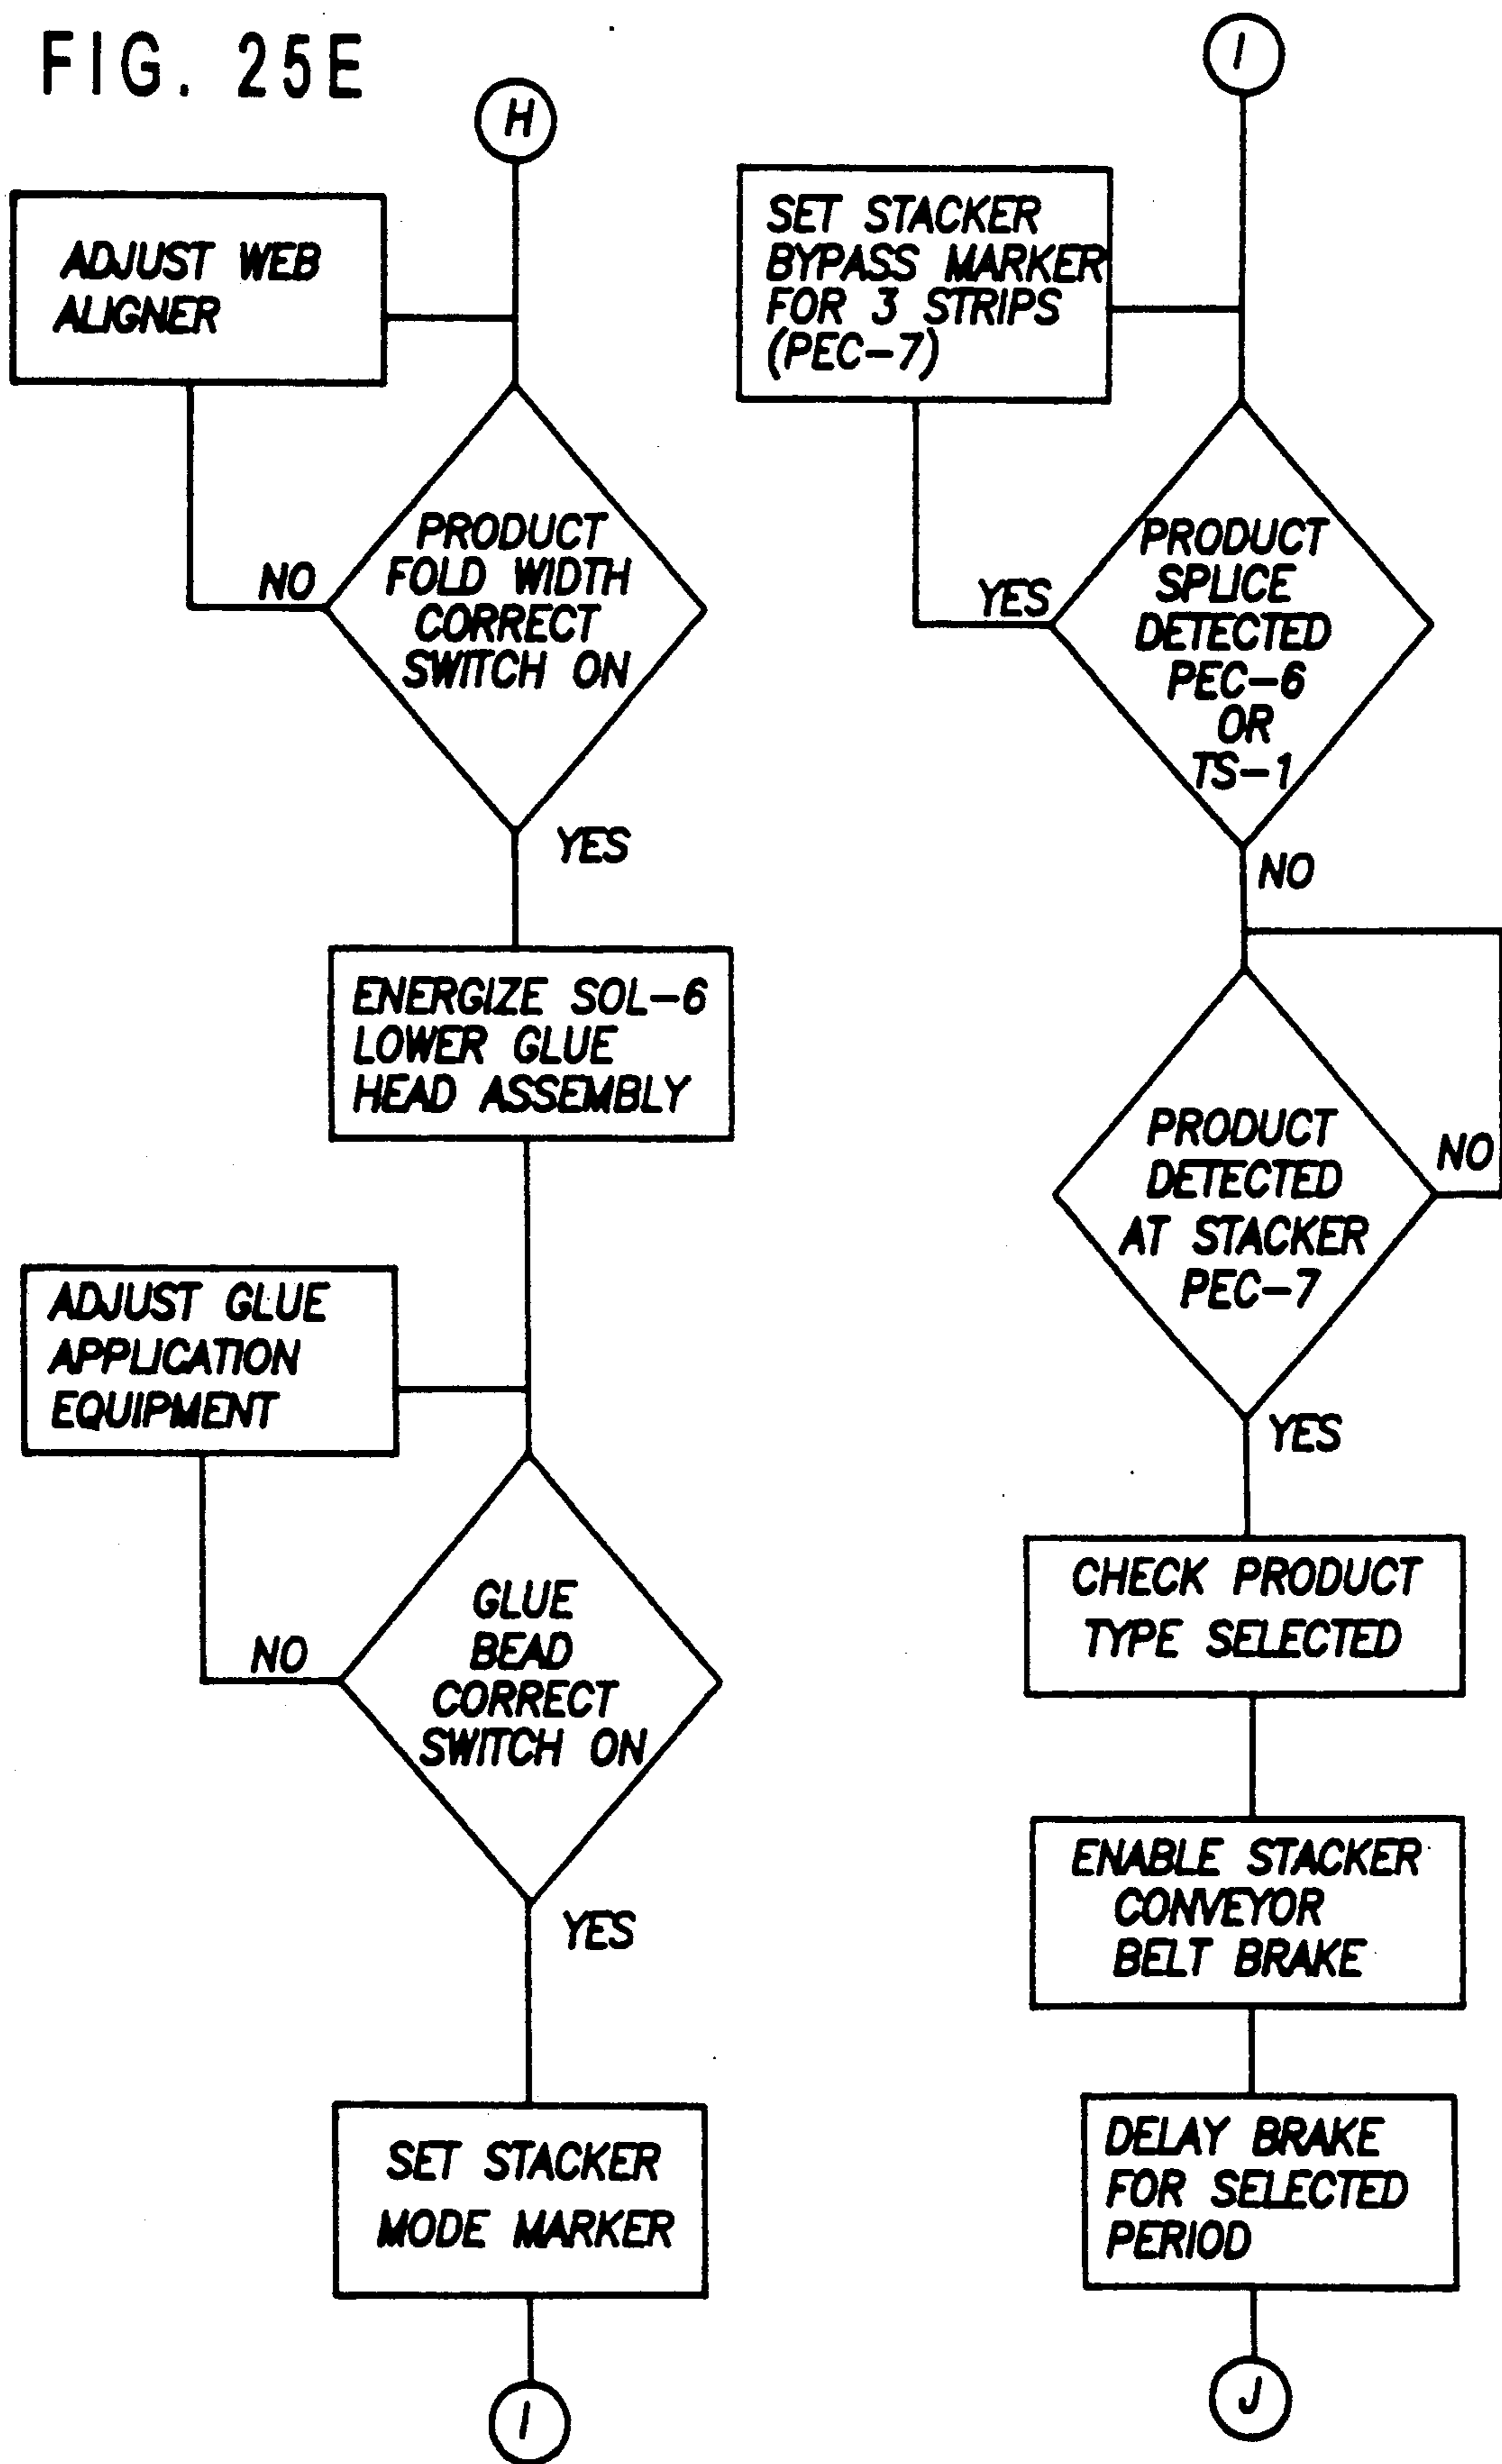 FIG. 25E
H
ADJUST WEB
ALIGNER
PRODUCT
FOLD WIDTH
CORRECT
SWITCH ON
NO
YES
ENERGIZE SOL-6
LOWER GLUE
HEAD ASSEMBLY
ADJUST GLUE
APPLICATION
EQUIPMENT
GLUE
BEAD
CORRECT
SWITCH ON
NO
YES
SET STACKER
MODE MARKER
I
I
SET STACKER
BYPASS MARKER
FOR 3 STRIPS
(PEC-7)
PRODUCT
SPLICE
DETECTED
PEC-6
OR
TS-1
YES
NO
PRODUCT
DETECTED
AT STACKER
PEC-7
NO
YES
CHECK PRODUCT
TYPE SELECTED
ENABLE STACKER
CONVEYOR
BELT BRAKE
DELAY BRAKE
FOR SELECTED
PERIOD
J